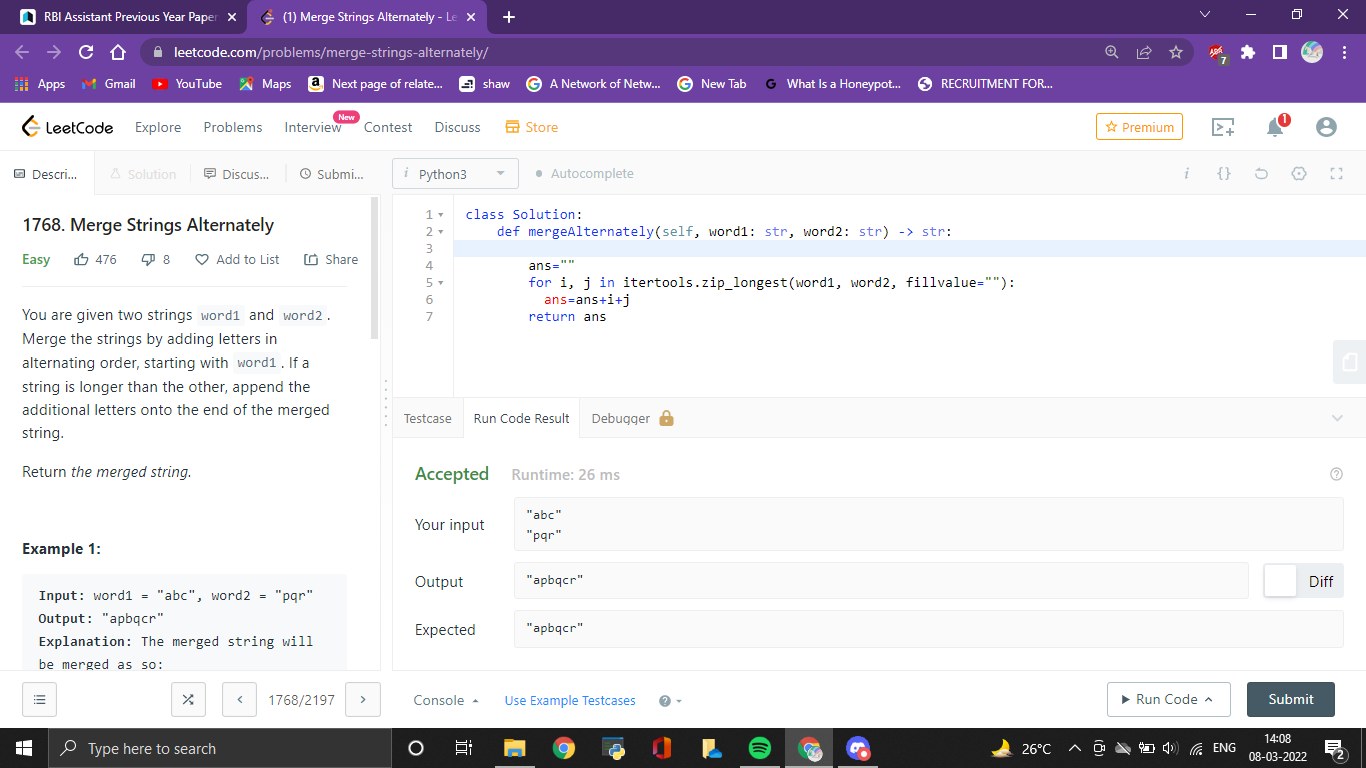 RBI Assistant Previous Year Paper
(1) Merge Strings Alternately - Le
leetcode.com/problems/merge-strings-alternately/
7
Apps
Gmail
YouTube
Maps
Next page of relate...
shaw
A Network of Netw...
New Tab
What Is a Honeypot...
RECRUITMENT FOR...
LeetCode
Explore
Problems
Interview
New
Contest
Discuss
Store
Premium
1
Descri...
Solution
Discus...
Submi...
i Python3
Autocomplete
i {}
1768. Merge Strings Alternately
Easy 476 8 Add to List Share
You are given two strings word1 and word2.
Merge the strings by adding letters in
alternating order, starting with word1. If a
string is longer than the other, append the
additional letters onto the end of the merged
string.
Return the merged string.
Example 1:
Input: word1 = "abc", word2 = "pqr"
Output: "apbqcr"
Explanation: The merged string will
be merged as so:
1 class Solution:
2 def mergeAlternately(self, word1: str, word2: str) -> str:
3
4 ans=""
5 for i, j in itertools.zip_longest(word1, word2, fillvalue=""):
6 ans=ans+i+j
7 return ans
Testcase
Run Code Result
Debugger
Accepted Runtime: 26 ms
Your input
"abc"
"pqr"
Output
"apbqcr"
Diff
Expected
"apbqcr"
1768/2197
Console
Use Example Testcases
Run Code
Submit
Type here to search
26°C
ENG
14:08
08-03-2022
2